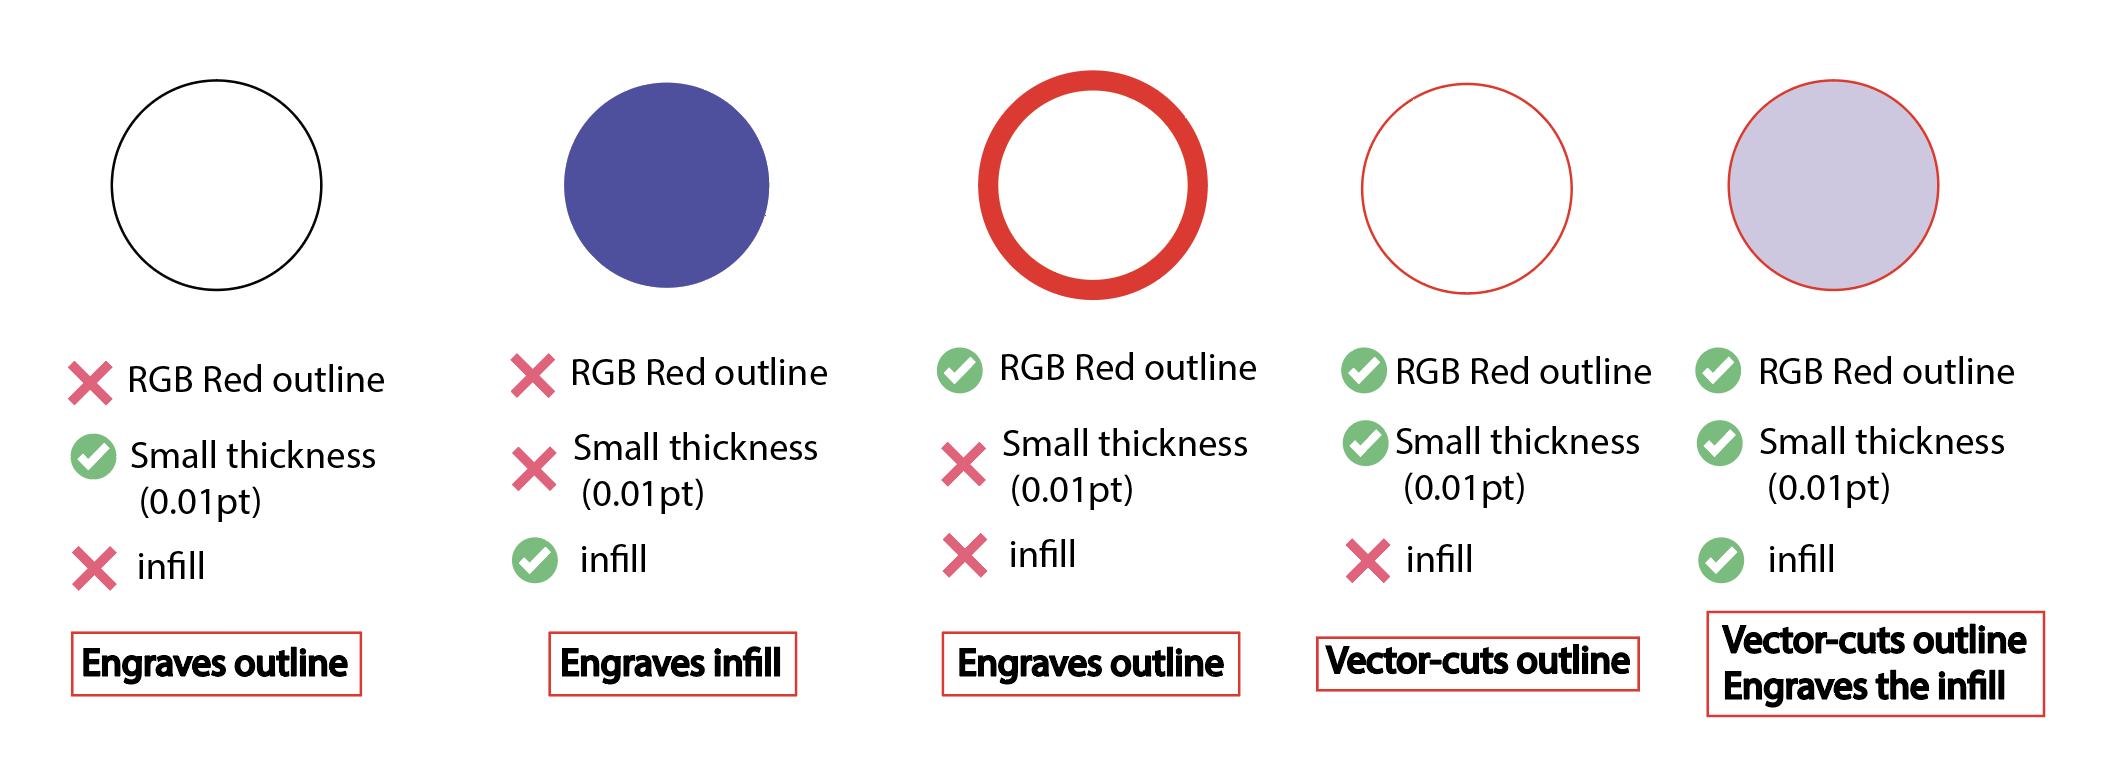 RGB Red outline
Small thickness
(0.01pt)
infill
Engraves outline
RGB Red outline
Small thickness
(0.01pt)
infill
Engraves infill
RGB Red outline
Small thickness
(0.01pt)
infill
Engraves outline
RGB Red outline
Small thickness
(0.01pt)
infill
Vector-cuts outline
RGB Red outline
Small thickness
(0.01pt)
infill
Vector-cuts outline
Engraves the infill